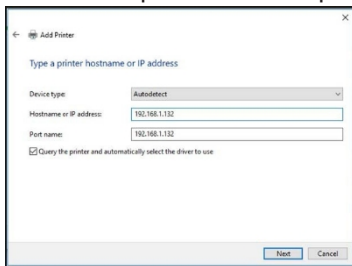 Add Printer
Type a printer hostname or IP address
Device type: Autodetect
Hostname or IP address: 192.168.1.132
Port name: 192.168.1.132
Query the printer and automatically select the driver to use
Next Cancel